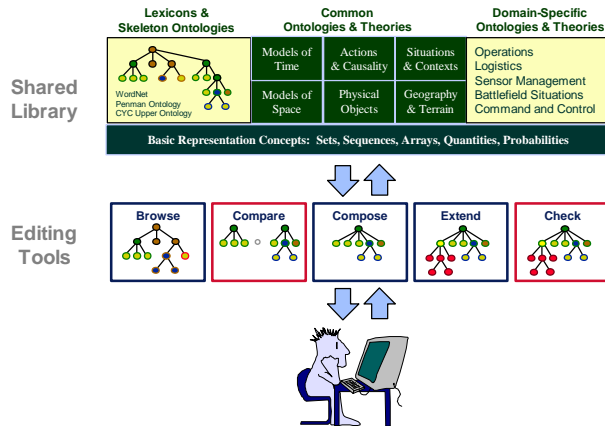 Lexicons &
Skeleton Ontologies
Common
Ontologies & Theories
Domain-Specific
Ontologies & Theories
Shared
Library
WordNet
Penman Ontology
CYC Upper Ontology
Models of
Time
Actions
& Causality
Situations
& Contexts
Models of
Space
Physical
Objects
Geography
& Terrain
Operations
Logistics
Sensor Management
Battlefield Situations
Command and Control
Basic Representation Concepts: Sets, Sequences, Arrays, Quantities, Probabilities
Editing
Tools
Browse
Compare
Compose
Extend
Check